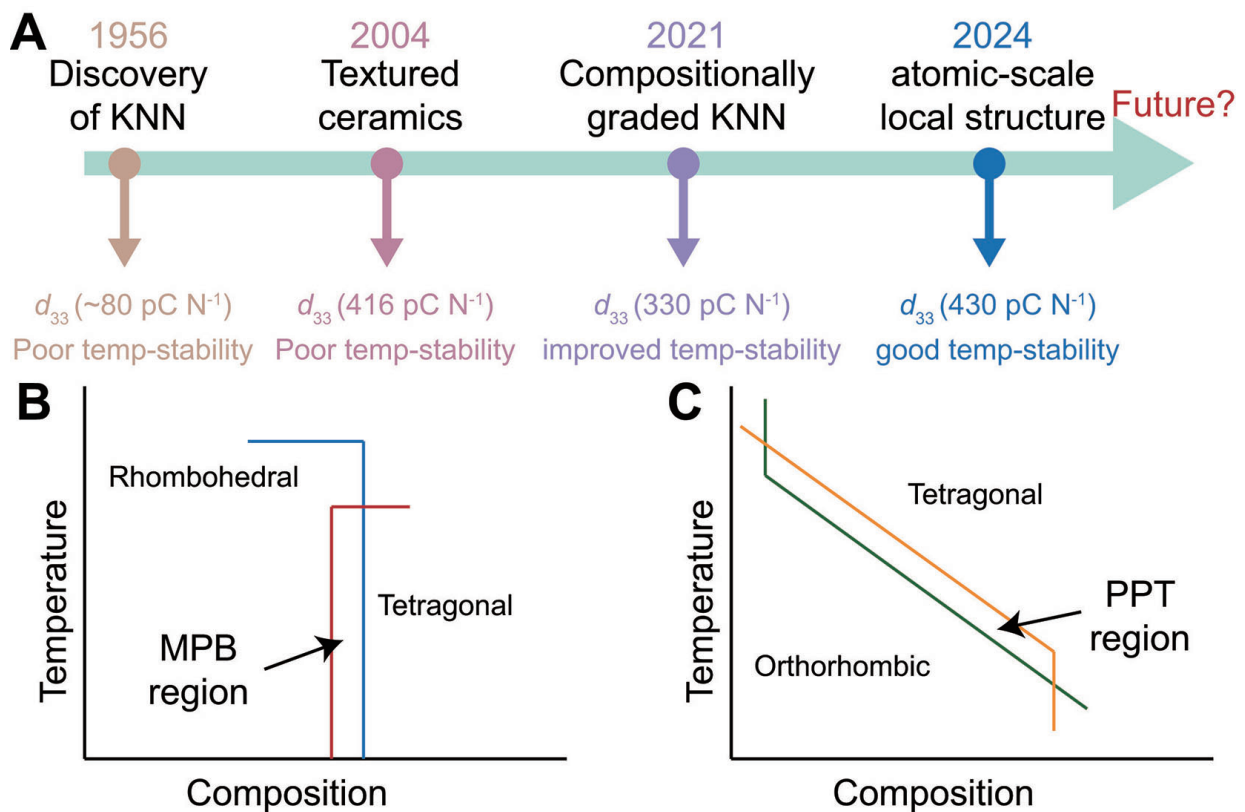 A
1956
Discovery
of KNN
2004
Textured
ceramics
2021
Compositionally
graded KNN
2024
atomic-scale
local structure
Future?
d33 (~80 pC N-1)
Poor temp-stability
d33 (416 pC N-1)
Poor temp-stability
d33 (330 pC N-1)
improved temp-stability
d33 (430 pC N-1)
good temp-stability
B
Temperature
Rhombohedral
Tetragonal
MPB
region
Composition
C
Temperature
Tetragonal
PPT
region
Orthorhombic
Composition